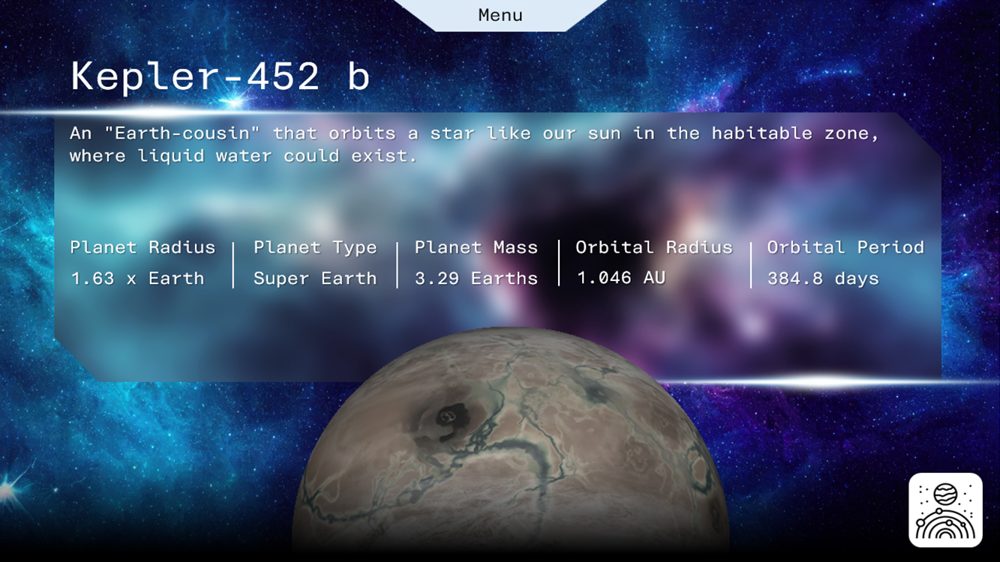 Menu
Kepler-452 b
An "Earth-cousin" that orbits a star like our sun in the habitable zone,
where liquid water could exist.
Planet Radius
1.63 x Earth
Planet Type
Super Earth
Planet Mass
3.29 Earths
Orbital Radius
1.046 AU
Orbital Period
384.8 days